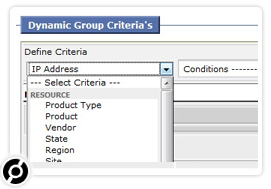 Dynamic Group Criteria's
Define Criteria
IP Address
Conditions --------
--- Select Criteria ---
RESOURCE
Product Type
Product
Vendor
State
Region
Site